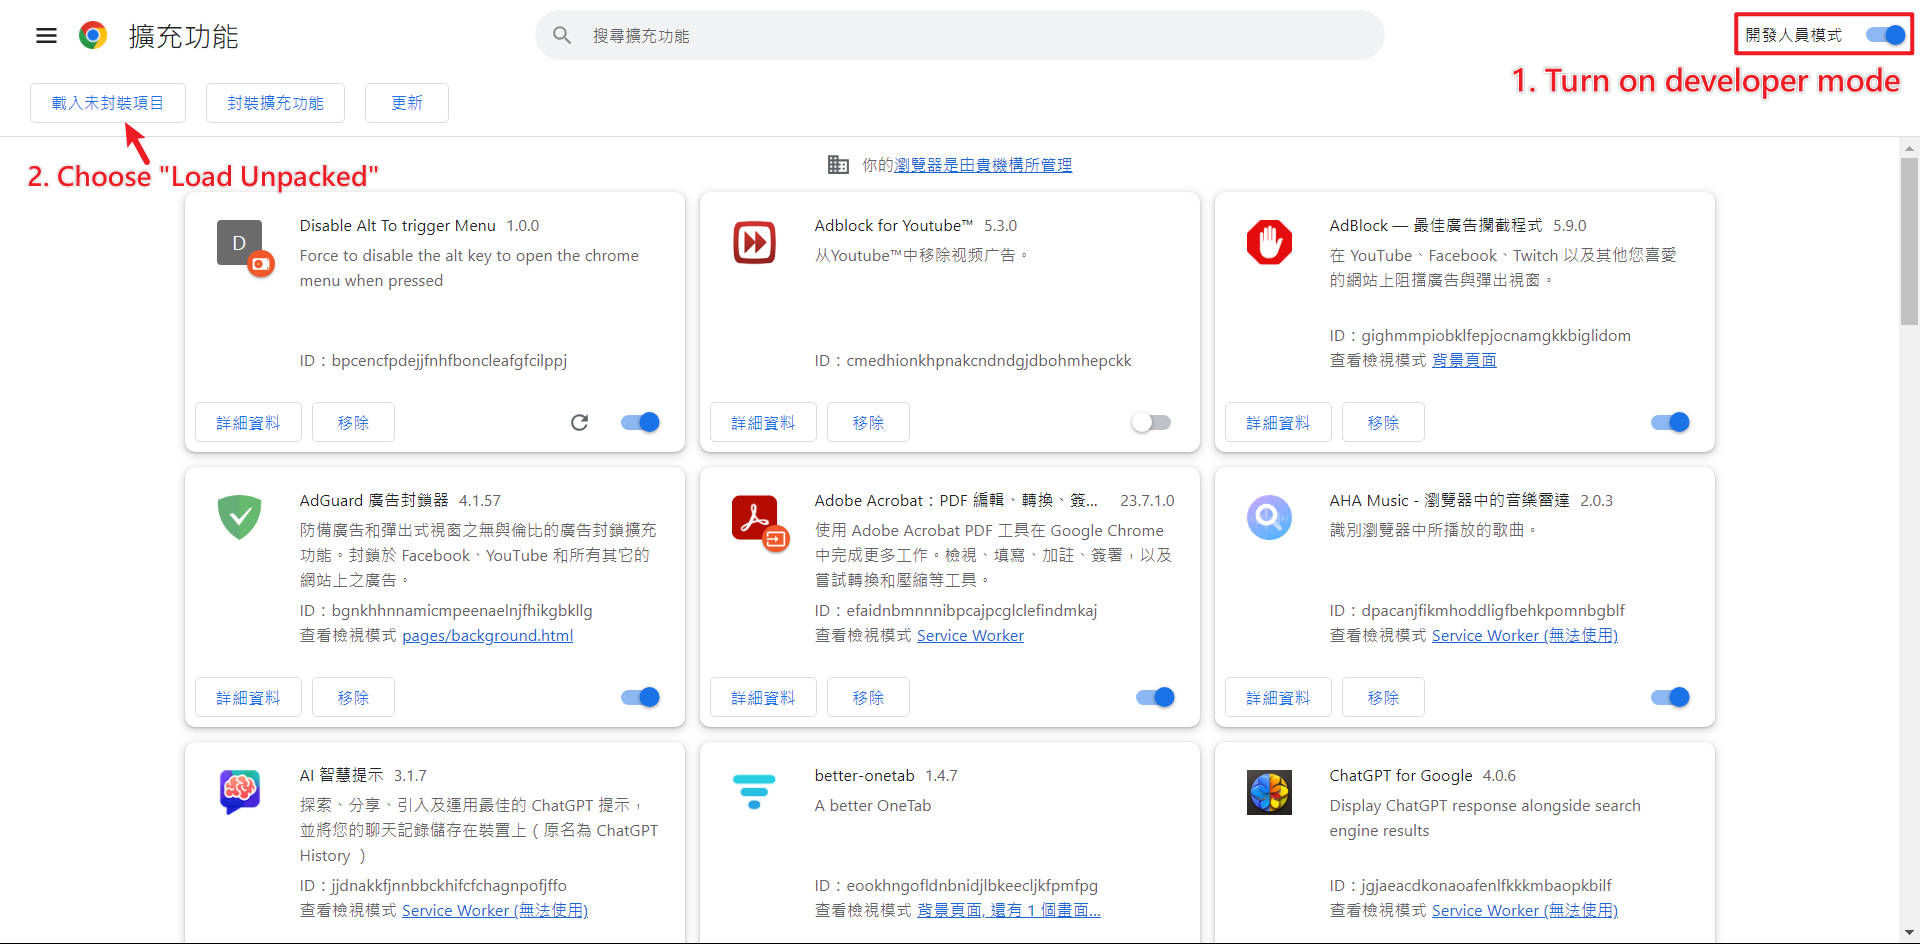 擴充功能
搜尋擴充功能
開發人員模式
1. Turn on developer mode
載入未封裝項目
封裝擴充功能
更新
2. Choose "Load Unpacked"
你的瀏覽器是由貴機構所管理
D
Disable Alt To trigger Menu 1.0.0
Force to disable the alt key to open the chrome
menu when pressed
ID：bpcencfpdejjfnhfboncleafgfcilppj
詳細資料
移除
Adblock for Youtube™ 5.3.0
从Youtube™中移除视频广告。
ID：cmedhionkhpnakcndndgjdbohmhepckk
詳細資料
移除
AdBlock — 最佳廣告攔截程式 5.9.0
在 YouTube、Facebook、Twitch 以及其他您喜愛
的網站上阻擋廣告與彈出視窗。
ID：gighmmpiobklfepjocnamgkkbiglidom
查看檢視模式 背景頁面
詳細資料
移除
AdGuard 廣告封鎖器 4.1.57
防備廣告和彈出式視窗之無與倫比的廣告封鎖擴充
功能。封鎖於 Facebook、YouTube 和所有其它的
網站上之廣告。
ID：bgnkhhnnamicmpeenaelnjfhikgbkllg
查看檢視模式 pages/background.html
詳細資料
移除
Adobe Acrobat：PDF 編輯、轉換、簽... 23.7.1.0
使用 Adobe Acrobat PDF 工具在 Google Chrome
中完成更多工作。檢視、填寫、加註、簽署，以及
嘗試轉換和壓縮等工具。
ID：efaidnbmnnnibpcajpcglclefindmkaj
查看檢視模式 Service Worker
詳細資料
移除
AHA Music - 瀏覽器中的音樂雷達 2.0.3
識別瀏覽器中所播放的歌曲。
ID：dpacanjfikmhoddligfbehkpomnbgblf
查看檢視模式 Service Worker (無法使用)
詳細資料
移除
AI 智慧提示 3.1.7
探索、分享、引入及運用最佳的 ChatGPT 提示，
並將您的聊天記錄儲存在裝置上（原名為 ChatGPT
History ）
ID：jjdnakkfjnnbbckhifcfchagnpofjffo
查看檢視模式 Service Worker (無法使用)
better-onetab 1.4.7
A better OneTab
ID：eookhngofldnbnidjlbkeecljkfpmfpg
查看檢視模式 背景頁面, 還有 1 個畫面...
ChatGPT for Google 4.0.6
Display ChatGPT response alongside search
engine results
ID：jgjaeacdkonaoafenlfkkkmbaopkbilf
查看檢視模式 Service Worker (無法使用)